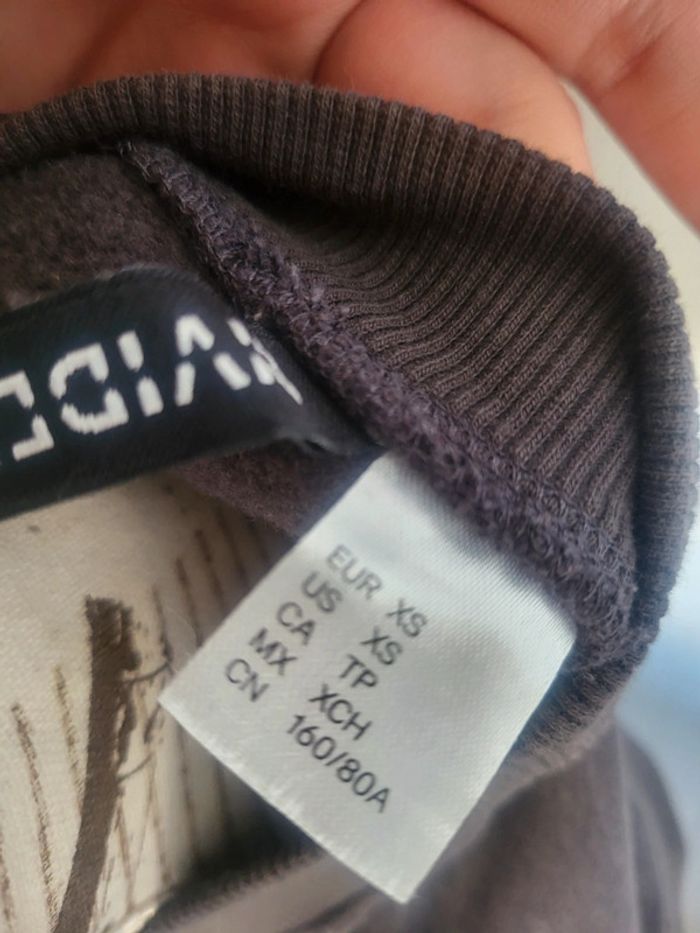 EUR XS
US XS
CA TP
MX XCH
CN 160/80A